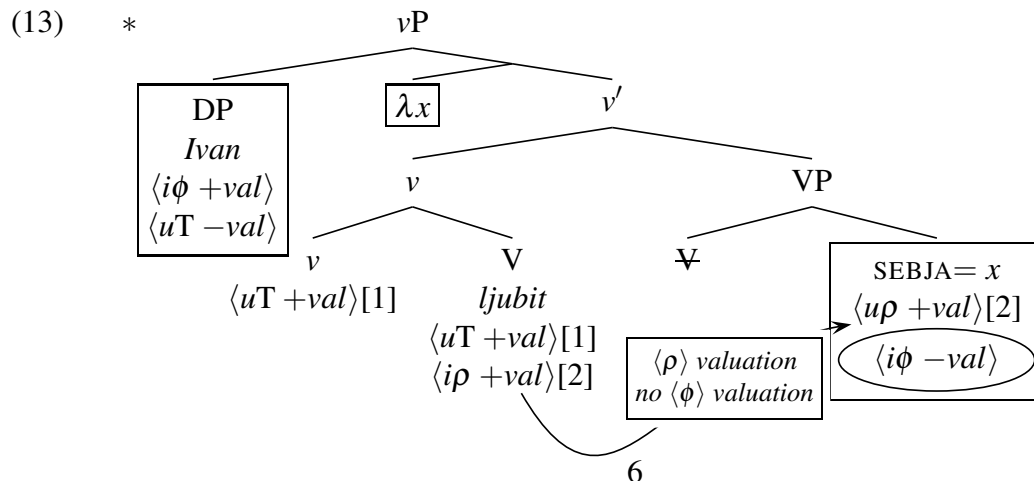 (13) * vP
DP λx v′
Ivan
⟨iϕ +val⟩
⟨uT −val⟩
v VP
v V V̶ SEBJA= x
⟨uT +val⟩[1] ljubit ⟨uρ +val⟩[2]
⟨uT +val⟩[1] ⟨iϕ −val⟩
⟨iρ +val⟩[2]
⟨ρ⟩ valuation
no ⟨ϕ⟩ valuation
6